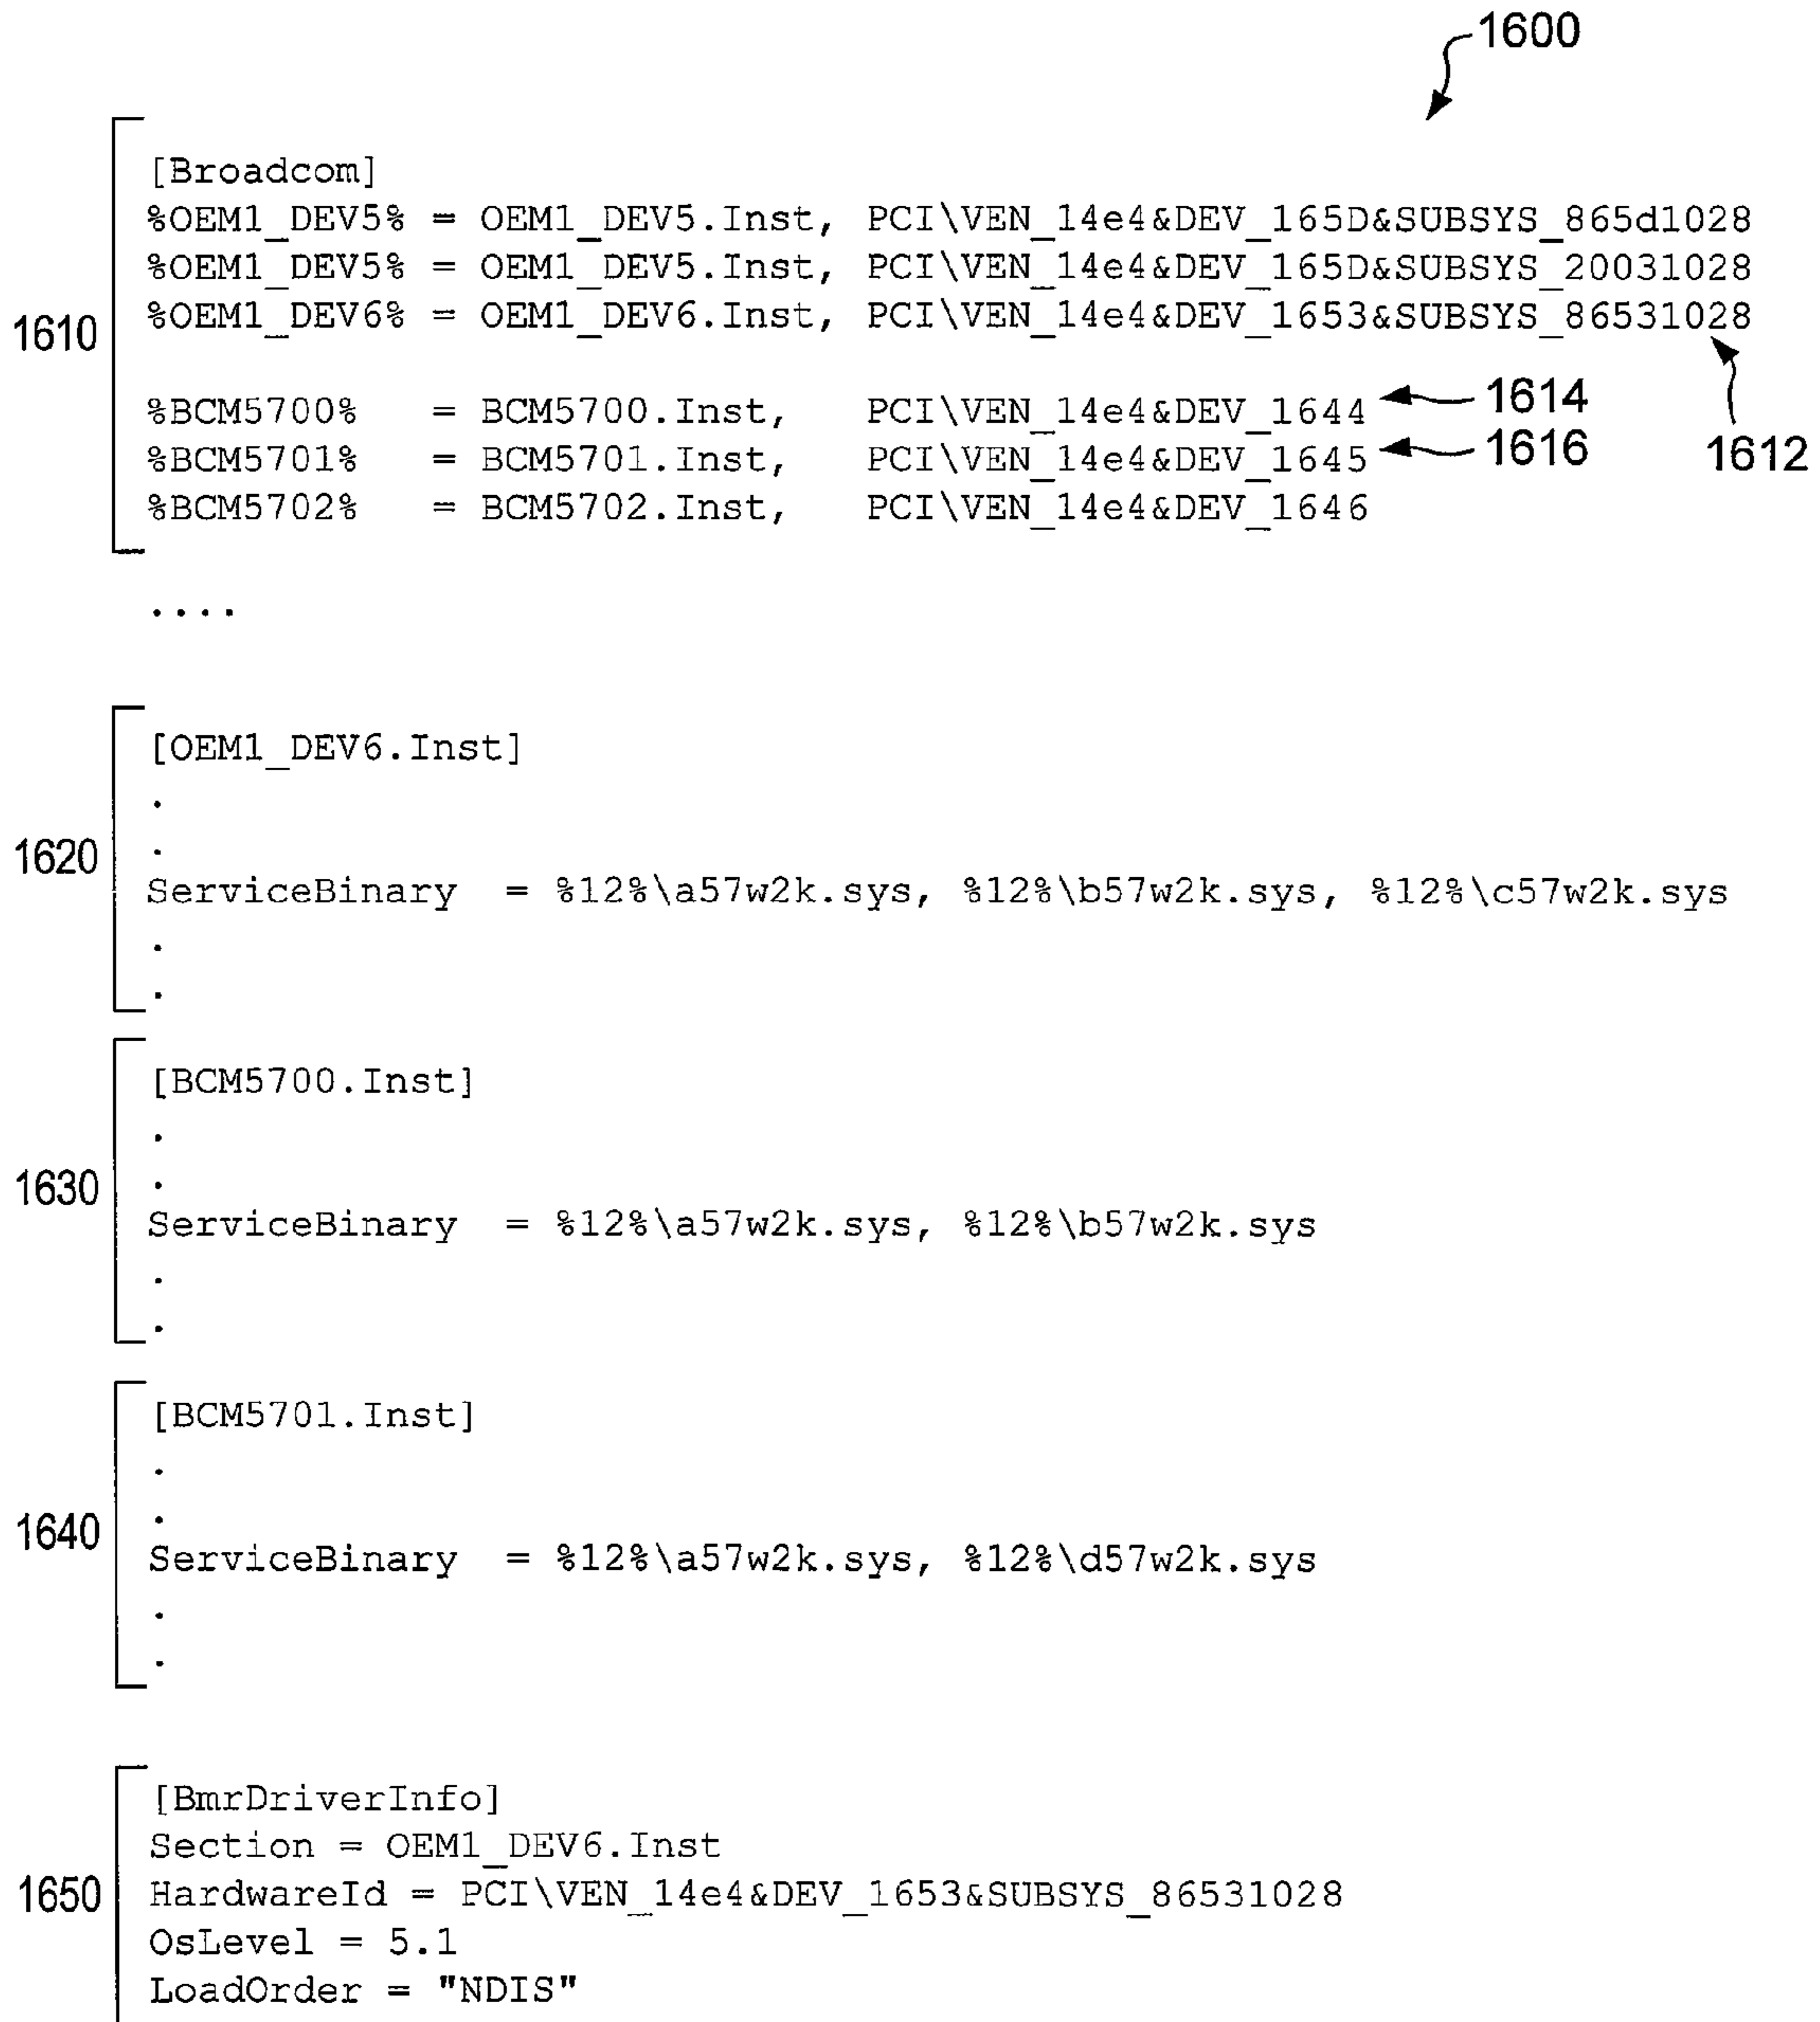 1600
[Broadcom]
%OEM1_DEV5% = OEM1_DEV5.Inst, PCI\VEN_14e4&DEV_165D&SUBSYS_865d1028
%OEM1_DEV5% = OEM1_DEV5.Inst, PCI\VEN_14e4&DEV_165D&SUBSYS_20031028
1610 %OEM1_DEV6% = OEM1_DEV6.Inst, PCI\VEN_14e4&DEV_1653&SUBSYS_86531028
%BCM5700% = BCM5700.Inst, PCI\VEN_14e4&DEV_1644 1614
%BCM5701% = BCM5701.Inst, PCI\VEN_14e4&DEV_1645 1616 1612
%BCM5702% = BCM5702.Inst, PCI\VEN_14e4&DEV_1646
....
[OEM1_DEV6.Inst]
.
1620 .
ServiceBinary = %12%\a57w2k.sys, %12%\b57w2k.sys, %12%\c57w2k.sys
.
.
[BCM5700.Inst]
.
1630 .
ServiceBinary = %12%\a57w2k.sys, %12%\b57w2k.sys
.
.
[BCM5701.Inst]
.
1640 .
ServiceBinary = %12%\a57w2k.sys, %12%\d57w2k.sys
.
.
[BmrDriverInfo]
Section = OEM1_DEV6.Inst
1650 HardwareId = PCI\VEN_14e4&DEV_1653&SUBSYS_86531028
OsLevel = 5.1
LoadOrder = "NDIS"